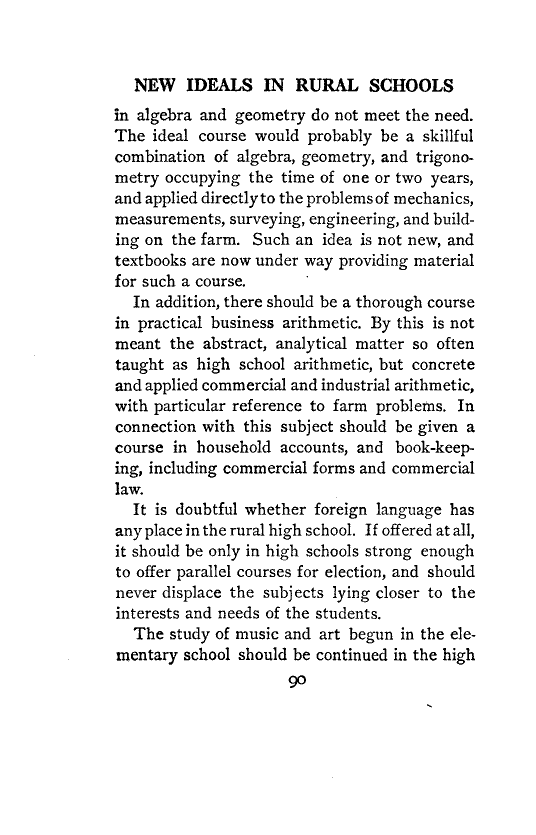 NEW IDEALS IN RURAL SCHOOLS
in algebra and geometry do not meet the need.
The ideal course would probably be a skillful
combination of algebra, geometry, and trigono-
metry occupying the time of one or two years,
and applied directly to the problems of mechanics,
measurements, surveying, engineering, and build-
ing on the farm. Such an idea is not new, and
textbooks are now under way providing material
for such a course.
In addition, there should be a thorough course
in practical business arithmetic. By this is not
meant the abstract, analytical matter so often
taught as high school arithmetic, but concrete
and applied commercial and industrial arithmetic,
with particular reference to farm problems. In
connection with this subject should be given a
course in household accounts, and book-keep-
ing, including commercial forms and commercial
law.
It is doubtful whether foreign language has
any place in the rural high school. If offered at all,
it should be only in high schools strong enough
to offer parallel courses for election, and should
never displace the subjects lying closer to the
interests and needs of the students.
The study of music and art begun in the ele-
mentary school should be continued in the high
90